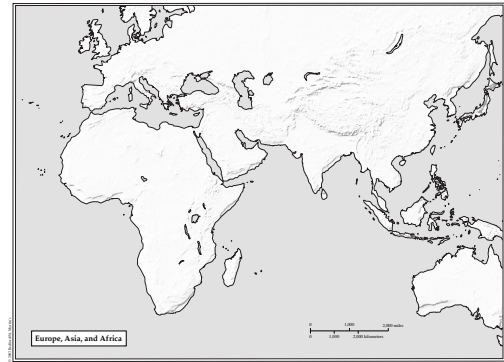 Europe, Asia, and Africa
0 1,000 2,000 miles
0 1,000 2,000 kilometers